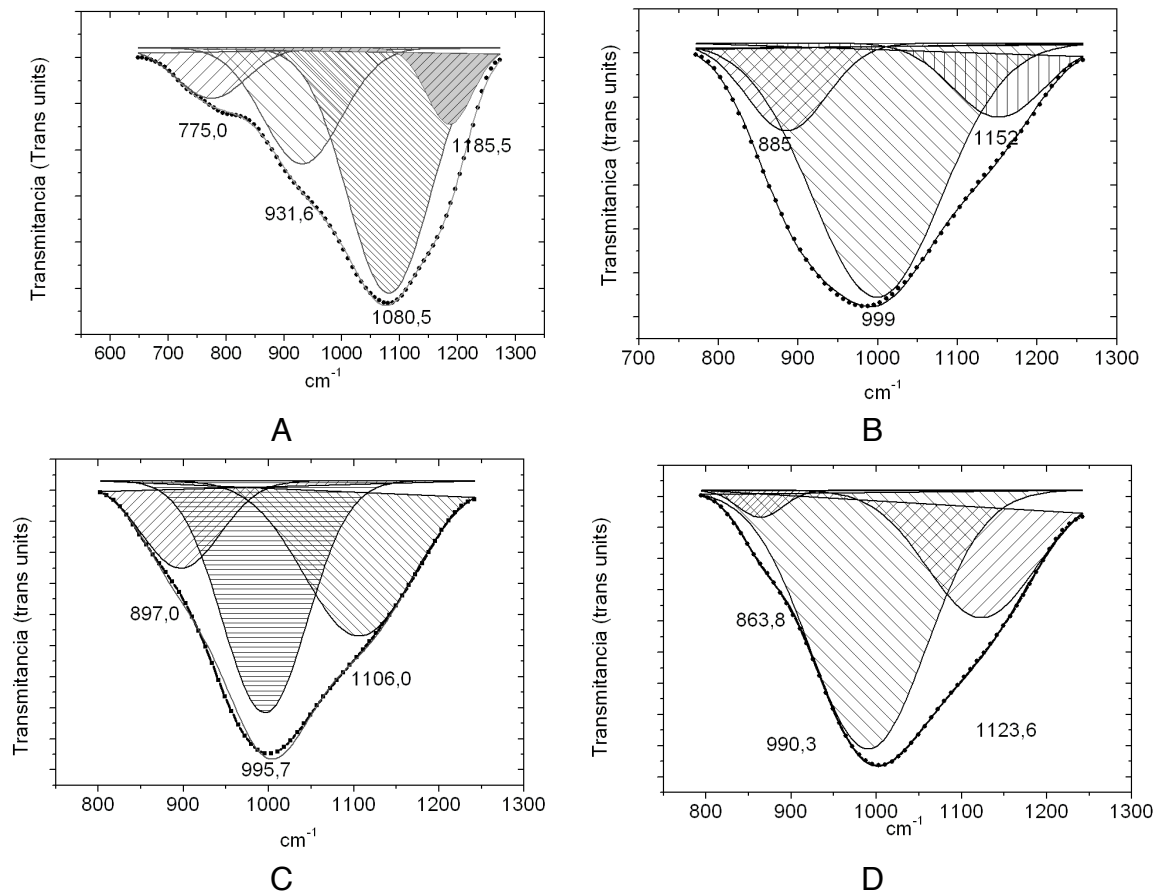 Transmitancia (Trans units)
775,0
931,6
1080,5
1185,5
600 700 800 900 1000 1100 1200 1300
cm-1
A
Transmitanica (trans units)
885
999
1152
700 800 900 1000 1100 1200 1300
cm-1
B
Transmitancia (trans units)
897,0
995,7
1106,0
800 900 1000 1100 1200 1300
cm-1
C
Transmitancia (trans units)
863,8
990,3
1123,6
800 900 1000 1100 1200 1300
cm-1
D